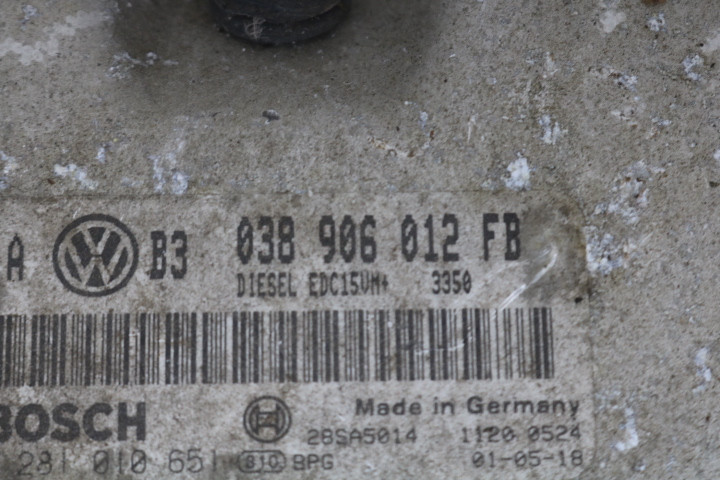 A VW B3 038 906 012 FB
DIESEL EDC15VM+ 3350
BOSCH
Made in Germany
28SA5014 1120 0524
281 010 651 BPG 01-05-18